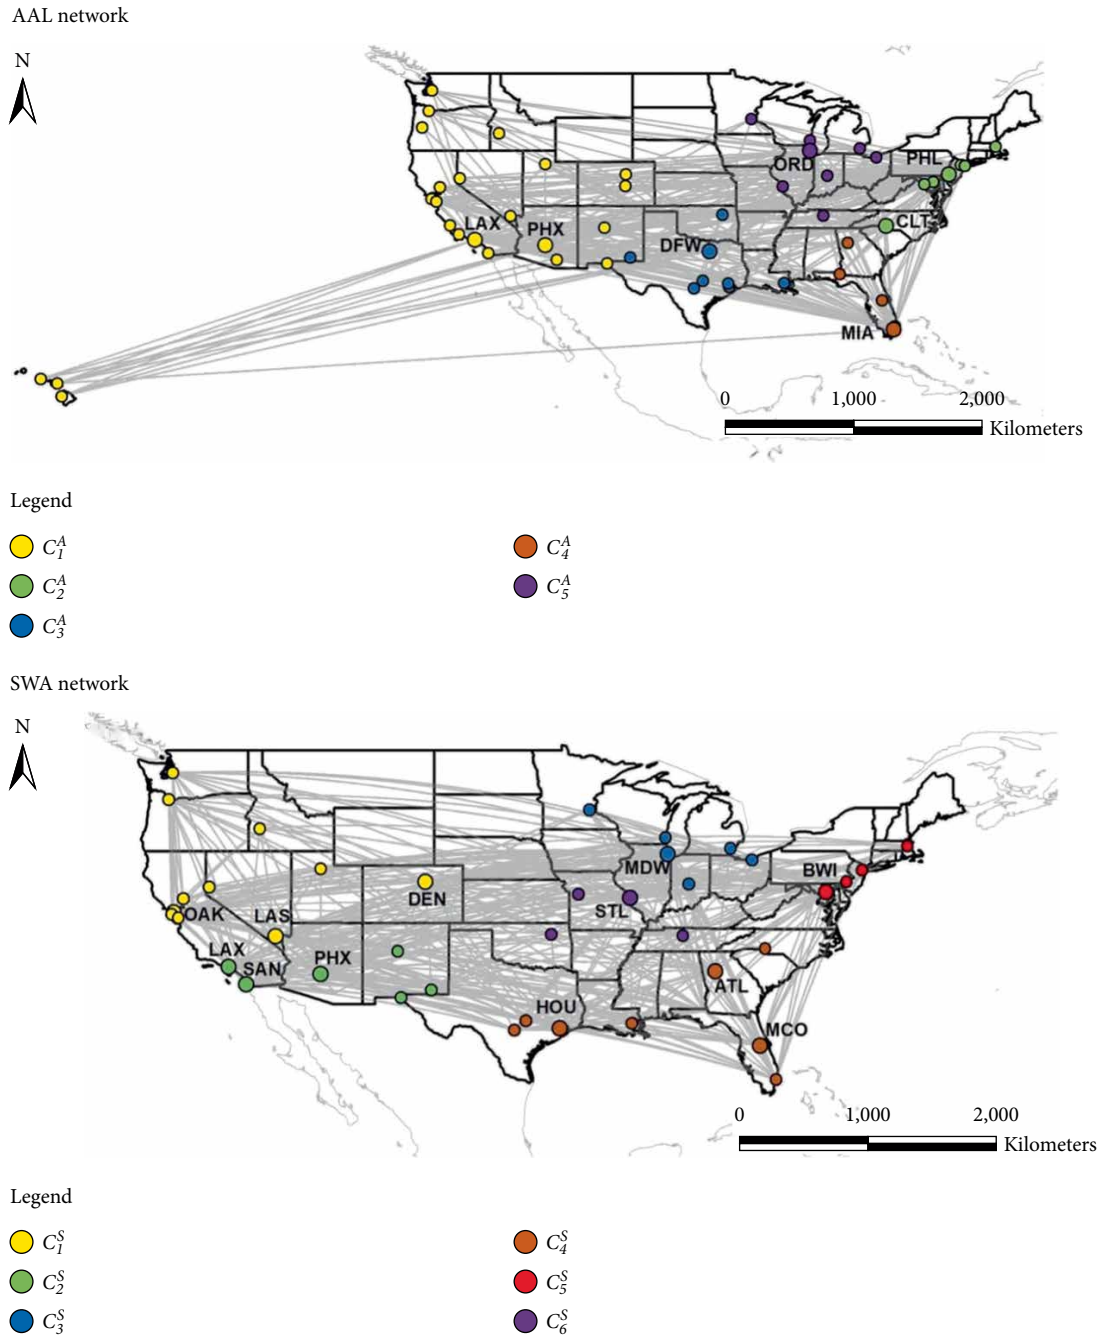 AAL network
N
ORD
PHL
LAX
PHX
CLT
DFW
MIA
0 1,000 2,000
Kilometers
Legend
C₁ᴬ
C₂ᴬ
C₃ᴬ
C₄ᴬ
C₅ᴬ
SWA network
N
MDW
BWI
DEN
STL
OAK
LAS
LAX
SAN
PHX
ATL
HOU
MCO
0 1,000 2,000
Kilometers
Legend
C₁ˢ
C₂ˢ
C₃ˢ
C₄ˢ
C₅ˢ
C₆ˢ